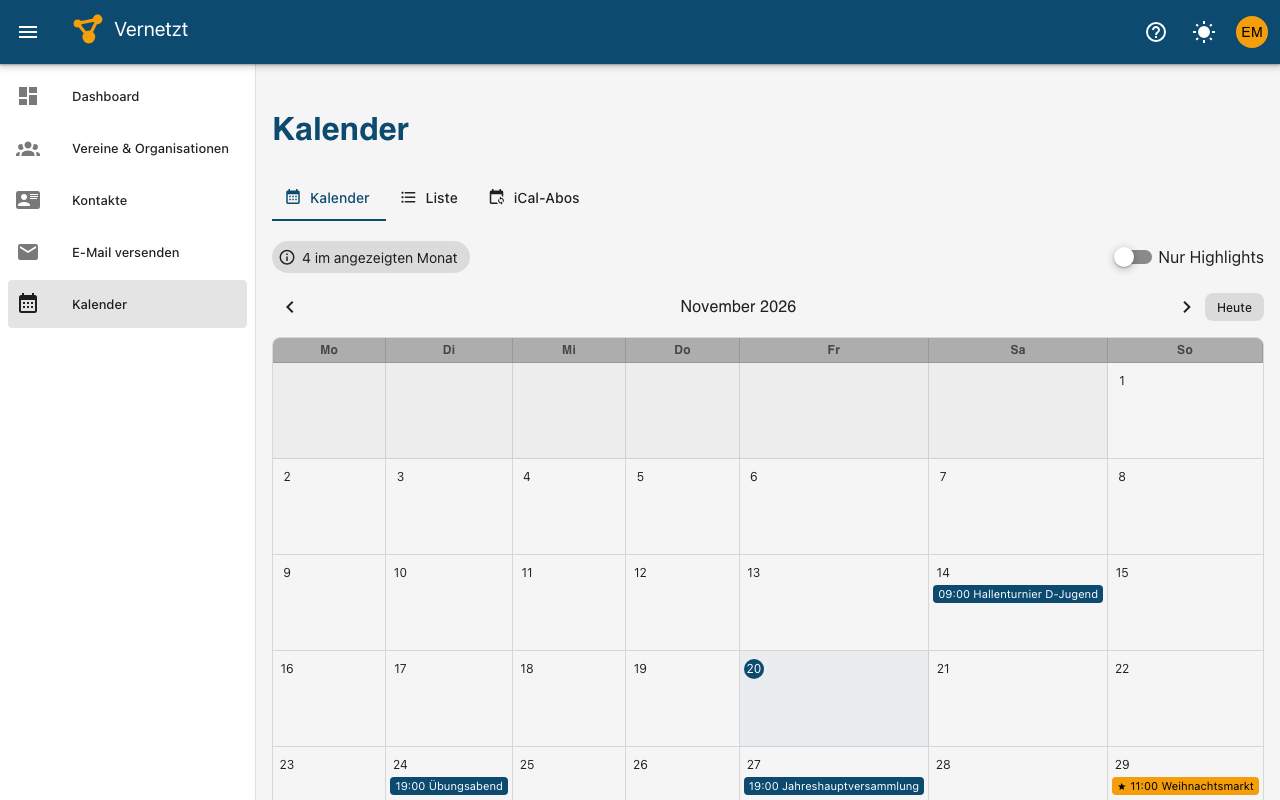 Vernetzt
EM
Dashboard
Vereine & Organisationen
Kontakte
E-Mail versenden
Kalender
Kalender
Kalender
Liste
iCal-Abos
4 im angezeigten Monat
Nur Highlights
November 2026
Heute
Mo Di Mi Do Fr Sa So
1
2 3 4 5 6 7 8
9 10 11 12 13 14 15
09:00 Hallenturnier D-Jugend
16 17 18 19 20 21 22
23 24 25 26 27 28 29
19:00 Übungsabend
19:00 Jahreshauptversammlung
★ 11:00 Weihnachtsmarkt